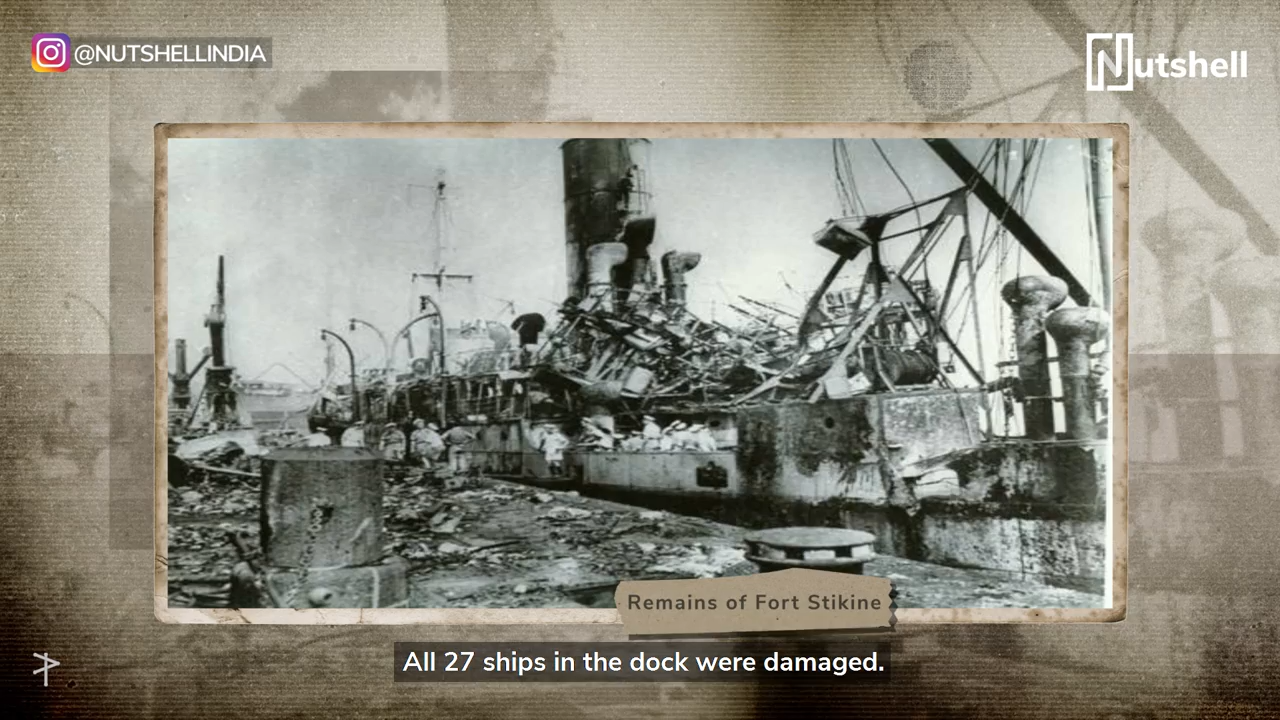 @NUTSHELLINDIA
Nutshell
Remains of Fort Stikine
All 27 ships in the dock were damaged.